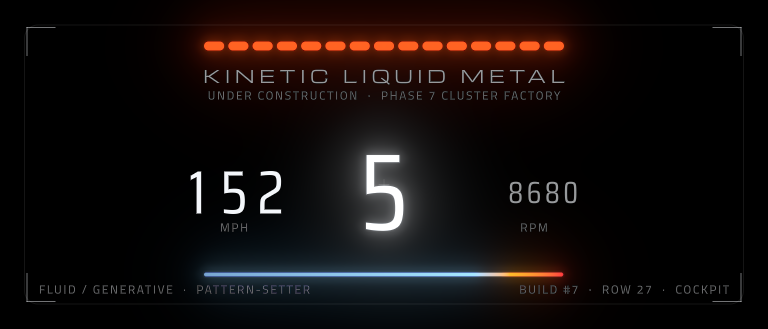 KINETIC LIQUID METAL
UNDER CONSTRUCTION · PHASE 7 CLUSTER FACTORY
152 5 8680
MPH RPM
FLUID / GENERATIVE · PATTERN-SETTER BUILD #7 · ROW 27 · COCKPIT